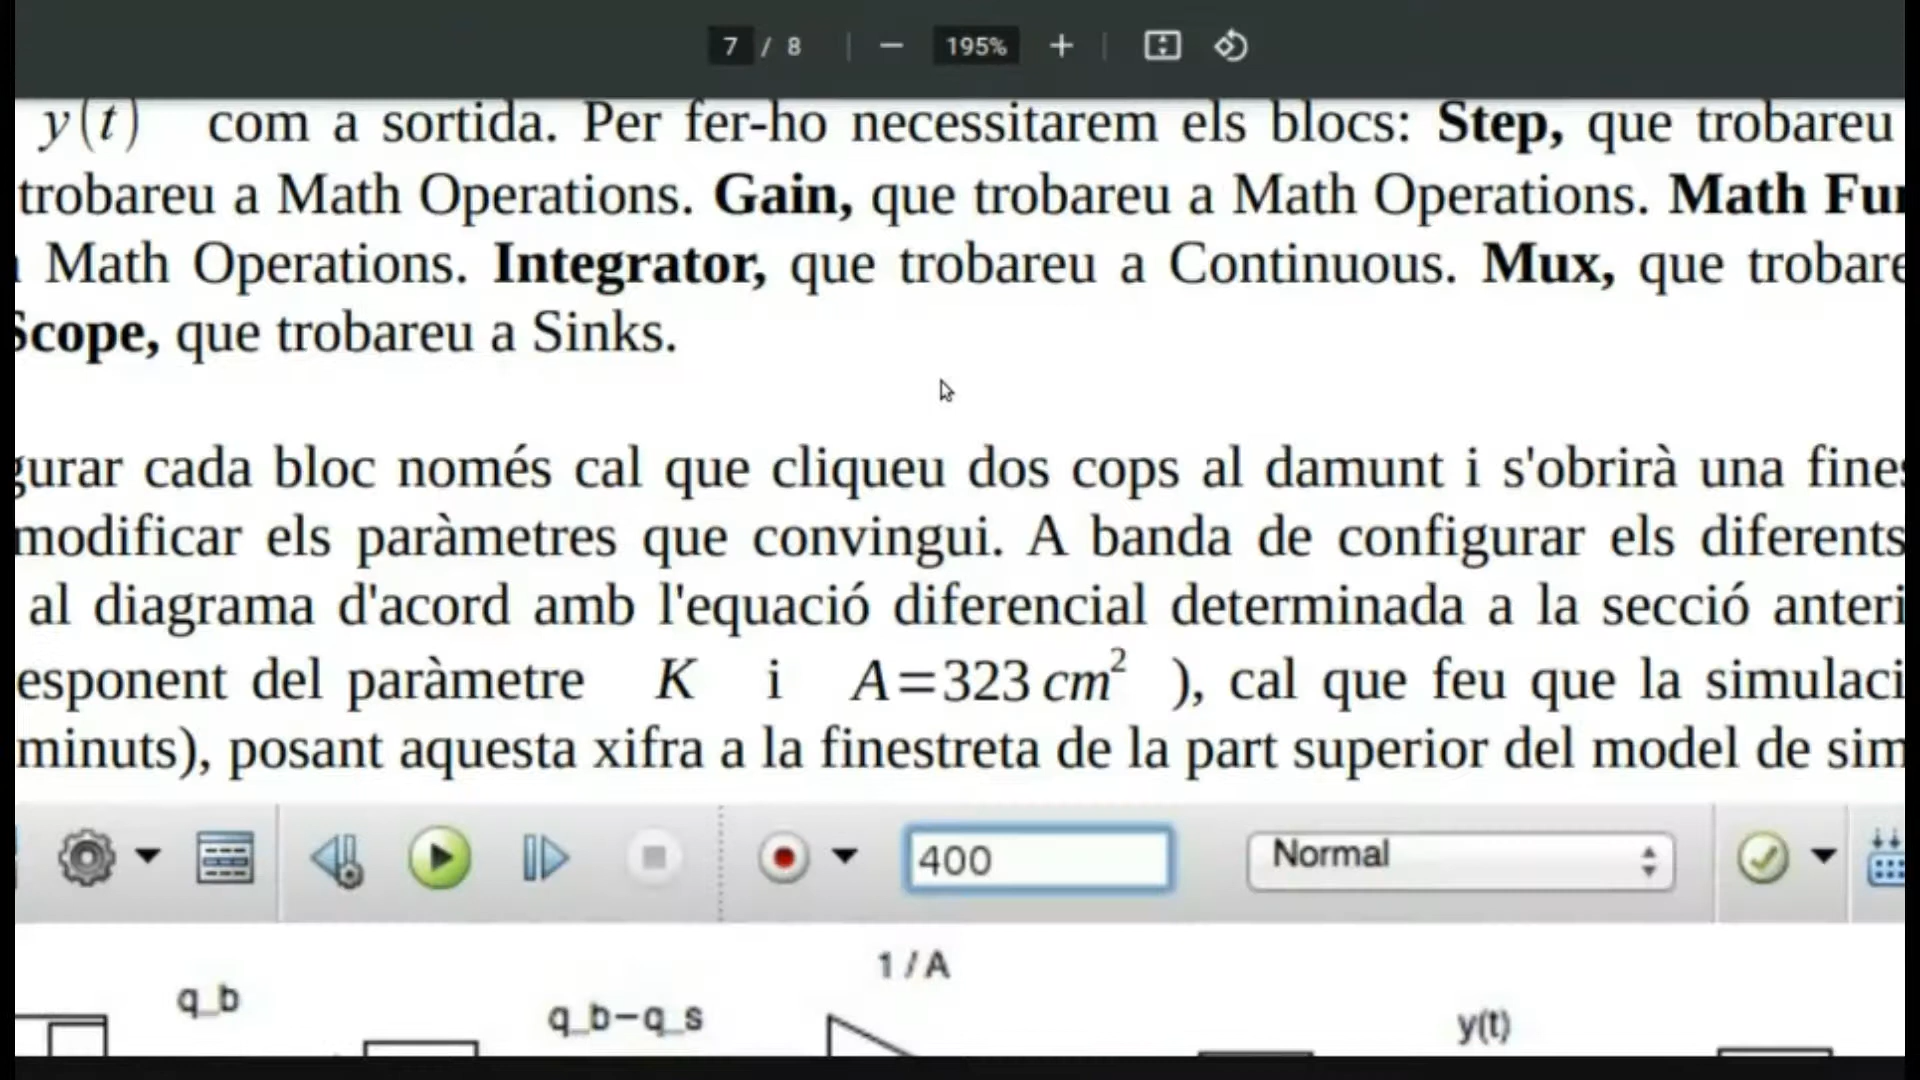 7 / 8 195%
y(t) com a sortida. Per fer-ho necessitarem els blocs: Step, que trobareu
trobareu a Math Operations. Gain, que trobareu a Math Operations. Math Fu
Math Operations. Integrator, que trobareu a Continuous. Mux, que trobare
Scope, que trobareu a Sinks.
gurar cada bloc només cal que cliqueu dos cops al damunt i s'obrirà una fines
modificar els paràmetres que convingui. A banda de configurar els diferents
al diagrama d'acord amb l'equació diferencial determinada a la secció anteri
esponent del paràmetre K i A=323 cm² ), cal que feu que la simulaci
minuts), posant aquesta xifra a la finestreta de la part superior del model de sim
400 Normal
1/A
q_b
q_b-q_s
y(t)